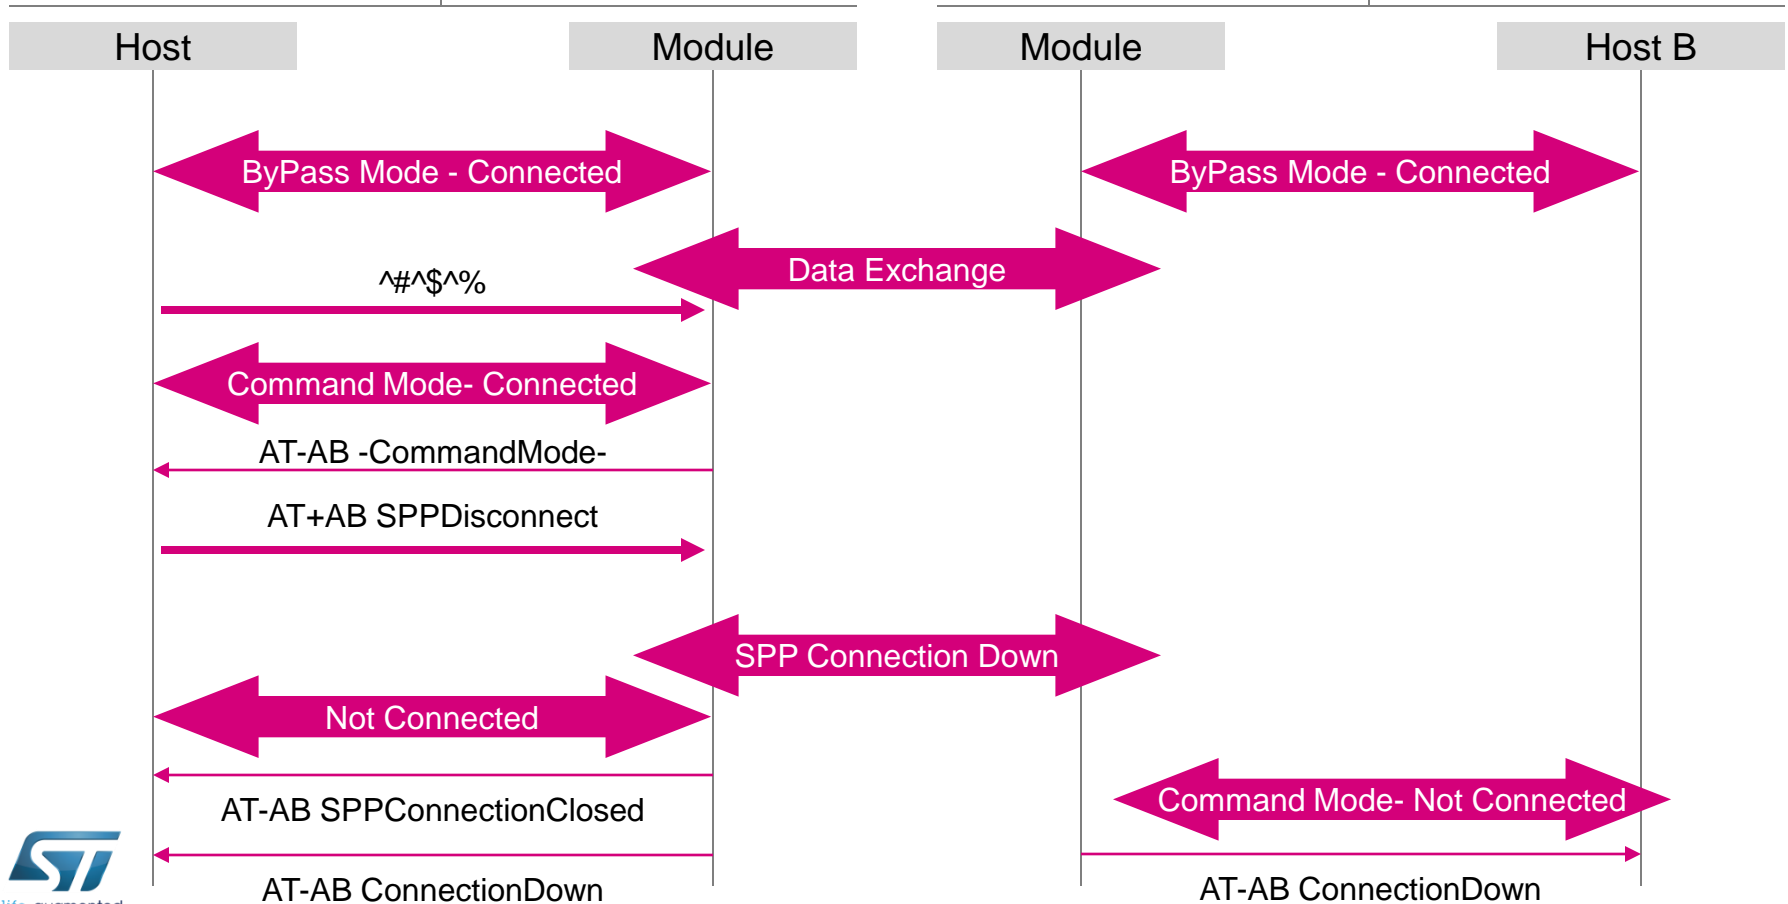 Host
Module
Module
Host B
ByPass Mode - Connected
ByPass Mode - Connected
Data Exchange
^#^$^%
Command Mode- Connected
AT-AB -CommandMode-
AT+AB SPPDisconnect
SPP Connection Down
Not Connected
Command Mode- Not Connected
AT-AB SPPConnectionClosed
AT-AB ConnectionDown
AT-AB ConnectionDown
ST